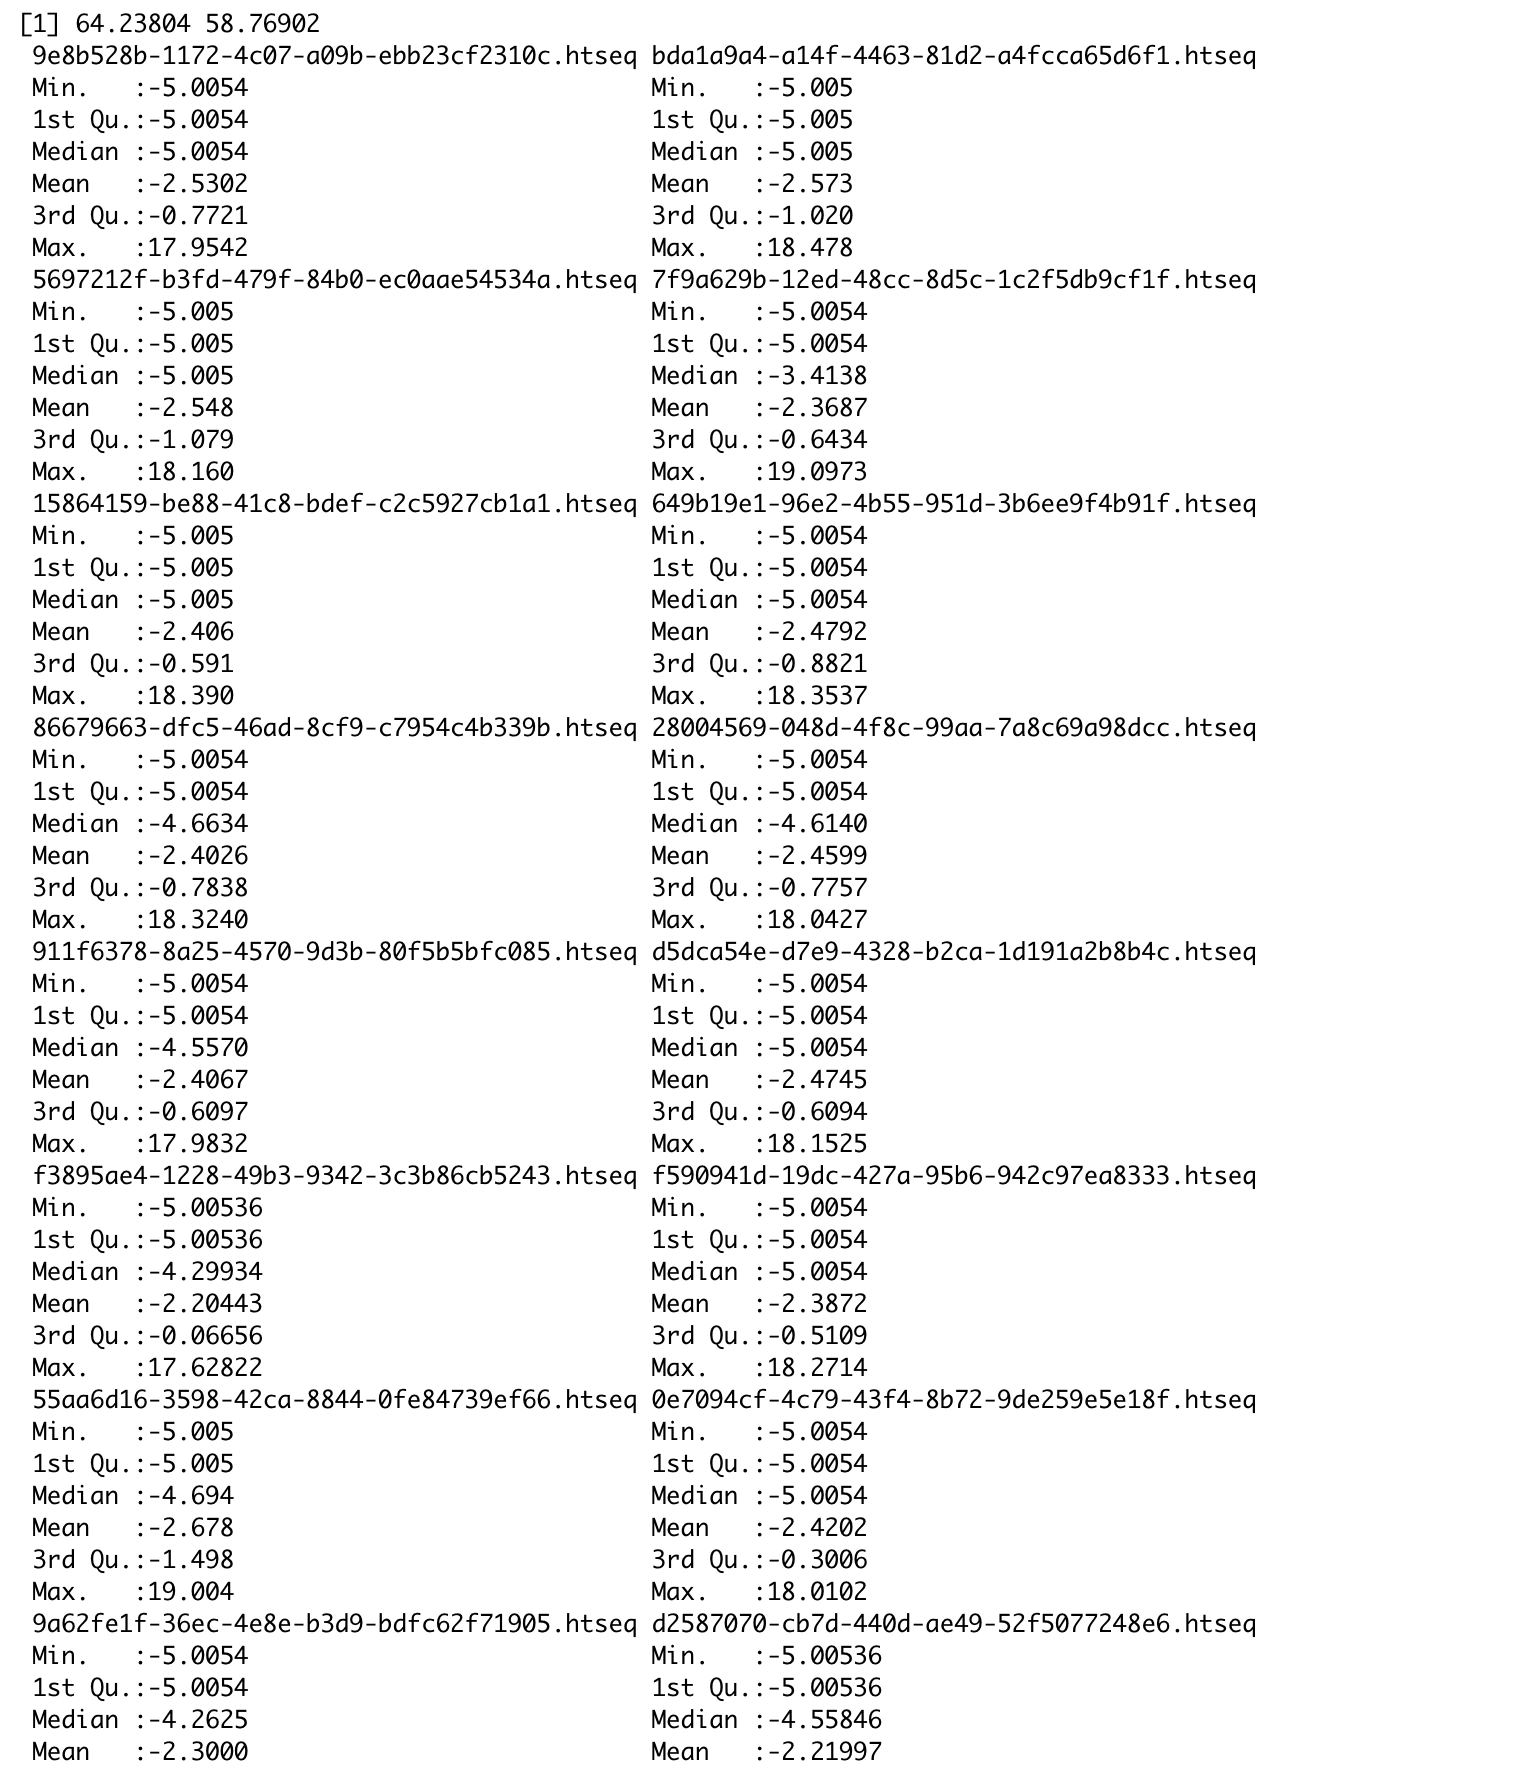 [1] 64.23804 58.76902
9e8b528b-1172-4c07-a09b-ebb23cf2310c.htseq bda1a9a4-a14f-4463-81d2-a4fcca65d6f1.htseq
Min.   :-5.0054                            Min.   :-5.005
1st Qu.:-5.0054                            1st Qu.:-5.005
Median :-5.0054                            Median :-5.005
Mean   :-2.5302                            Mean   :-2.573
3rd Qu.:-0.7721                            3rd Qu.:-1.020
Max.   :17.9542                            Max.   :18.478
5697212f-b3fd-479f-84b0-ec0aae54534a.htseq 7f9a629b-12ed-48cc-8d5c-1c2f5db9cf1f.htseq
Min.   :-5.005                             Min.   :-5.0054
1st Qu.:-5.005                             1st Qu.:-5.0054
Median :-5.005                             Median :-3.4138
Mean   :-2.548                             Mean   :-2.3687
3rd Qu.:-1.079                             3rd Qu.:-0.6434
Max.   :18.160                             Max.   :19.0973
15864159-be88-41c8-bdef-c2c5927cb1a1.htseq 649b19e1-96e2-4b55-951d-3b6ee9f4b91f.htseq
Min.   :-5.005                             Min.   :-5.0054
1st Qu.:-5.005                             1st Qu.:-5.0054
Median :-5.005                             Median :-5.0054
Mean   :-2.406                             Mean   :-2.4792
3rd Qu.:-0.591                             3rd Qu.:-0.8821
Max.   :18.390                             Max.   :18.3537
86679663-dfc5-46ad-8cf9-c7954c4b339b.htseq 28004569-048d-4f8c-99aa-7a8c69a98dcc.htseq
Min.   :-5.0054                            Min.   :-5.0054
1st Qu.:-5.0054                            1st Qu.:-5.0054
Median :-4.6634                            Median :-4.6140
Mean   :-2.4026                            Mean   :-2.4599
3rd Qu.:-0.7838                            3rd Qu.:-0.7757
Max.   :18.3240                            Max.   :18.0427
911f6378-8a25-4570-9d3b-80f5b5bfc085.htseq d5dca54e-d7e9-4328-b2ca-1d191a2b8b4c.htseq
Min.   :-5.0054                            Min.   :-5.0054
1st Qu.:-5.0054                            1st Qu.:-5.0054
Median :-4.5570                            Median :-5.0054
Mean   :-2.4067                            Mean   :-2.4745
3rd Qu.:-0.6097                            3rd Qu.:-0.6094
Max.   :17.9832                            Max.   :18.1525
f3895ae4-1228-49b3-9342-3c3b86cb5243.htseq f590941d-19dc-427a-95b6-942c97ea8333.htseq
Min.   :-5.00536                           Min.   :-5.0054
1st Qu.:-5.00536                           1st Qu.:-5.0054
Median :-4.29934                           Median :-5.0054
Mean   :-2.20443                           Mean   :-2.3872
3rd Qu.:-0.06656                           3rd Qu.:-0.5109
Max.   :17.62822                           Max.   :18.2714
55aa6d16-3598-42ca-8844-0fe84739ef66.htseq 0e7094cf-4c79-43f4-8b72-9de259e5e18f.htseq
Min.   :-5.005                             Min.   :-5.0054
1st Qu.:-5.005                             1st Qu.:-5.0054
Median :-4.694                             Median :-5.0054
Mean   :-2.678                             Mean   :-2.4202
3rd Qu.:-1.498                             3rd Qu.:-0.3006
Max.   :19.004                             Max.   :18.0102
9a62fe1f-36ec-4e8e-b3d9-bdfc62f71905.htseq d2587070-cb7d-440d-ae49-52f5077248e6.htseq
Min.   :-5.0054                            Min.   :-5.00536
1st Qu.:-5.0054                            1st Qu.:-5.00536
Median :-4.2625                            Median :-4.55846
Mean   :-2.3000                            Mean   :-2.21997